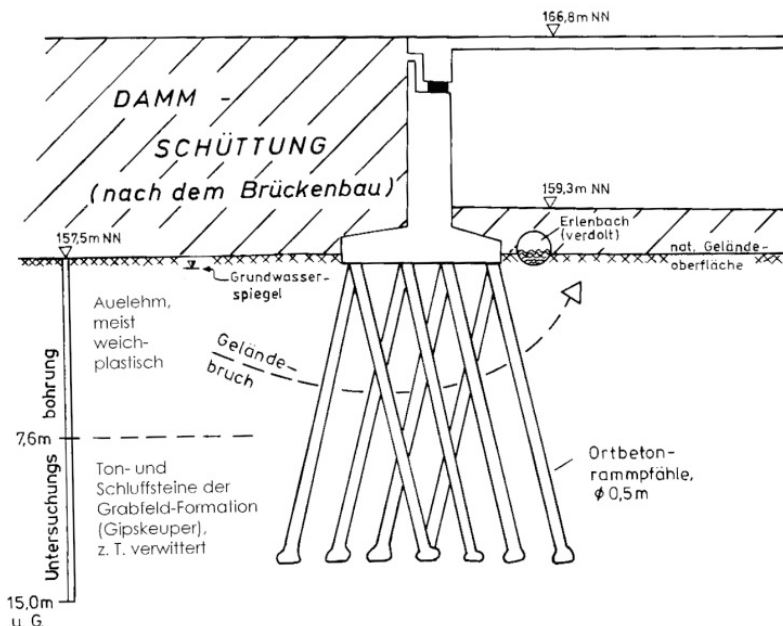 166,8m NN
DAMM -
SCHÜTTUNG
(nach dem Brückenbau)
159,3m NN
Erlenbach
(verdolt)
157,5m NN
nat. Gelände-
oberfläche
Grundwasser-
spiegel
Auelehm,
meist
weich-
plastisch
Gelände-
bruch
Untersuchungs bohrung
7,6m
Ton- und
Schluffsteine der
Grabfeld-Formation
(Gipskeuper),
z. T. verwittert
Ortbeton-
rammpfähle,
ϕ 0,5 m
15,0m
u. G.